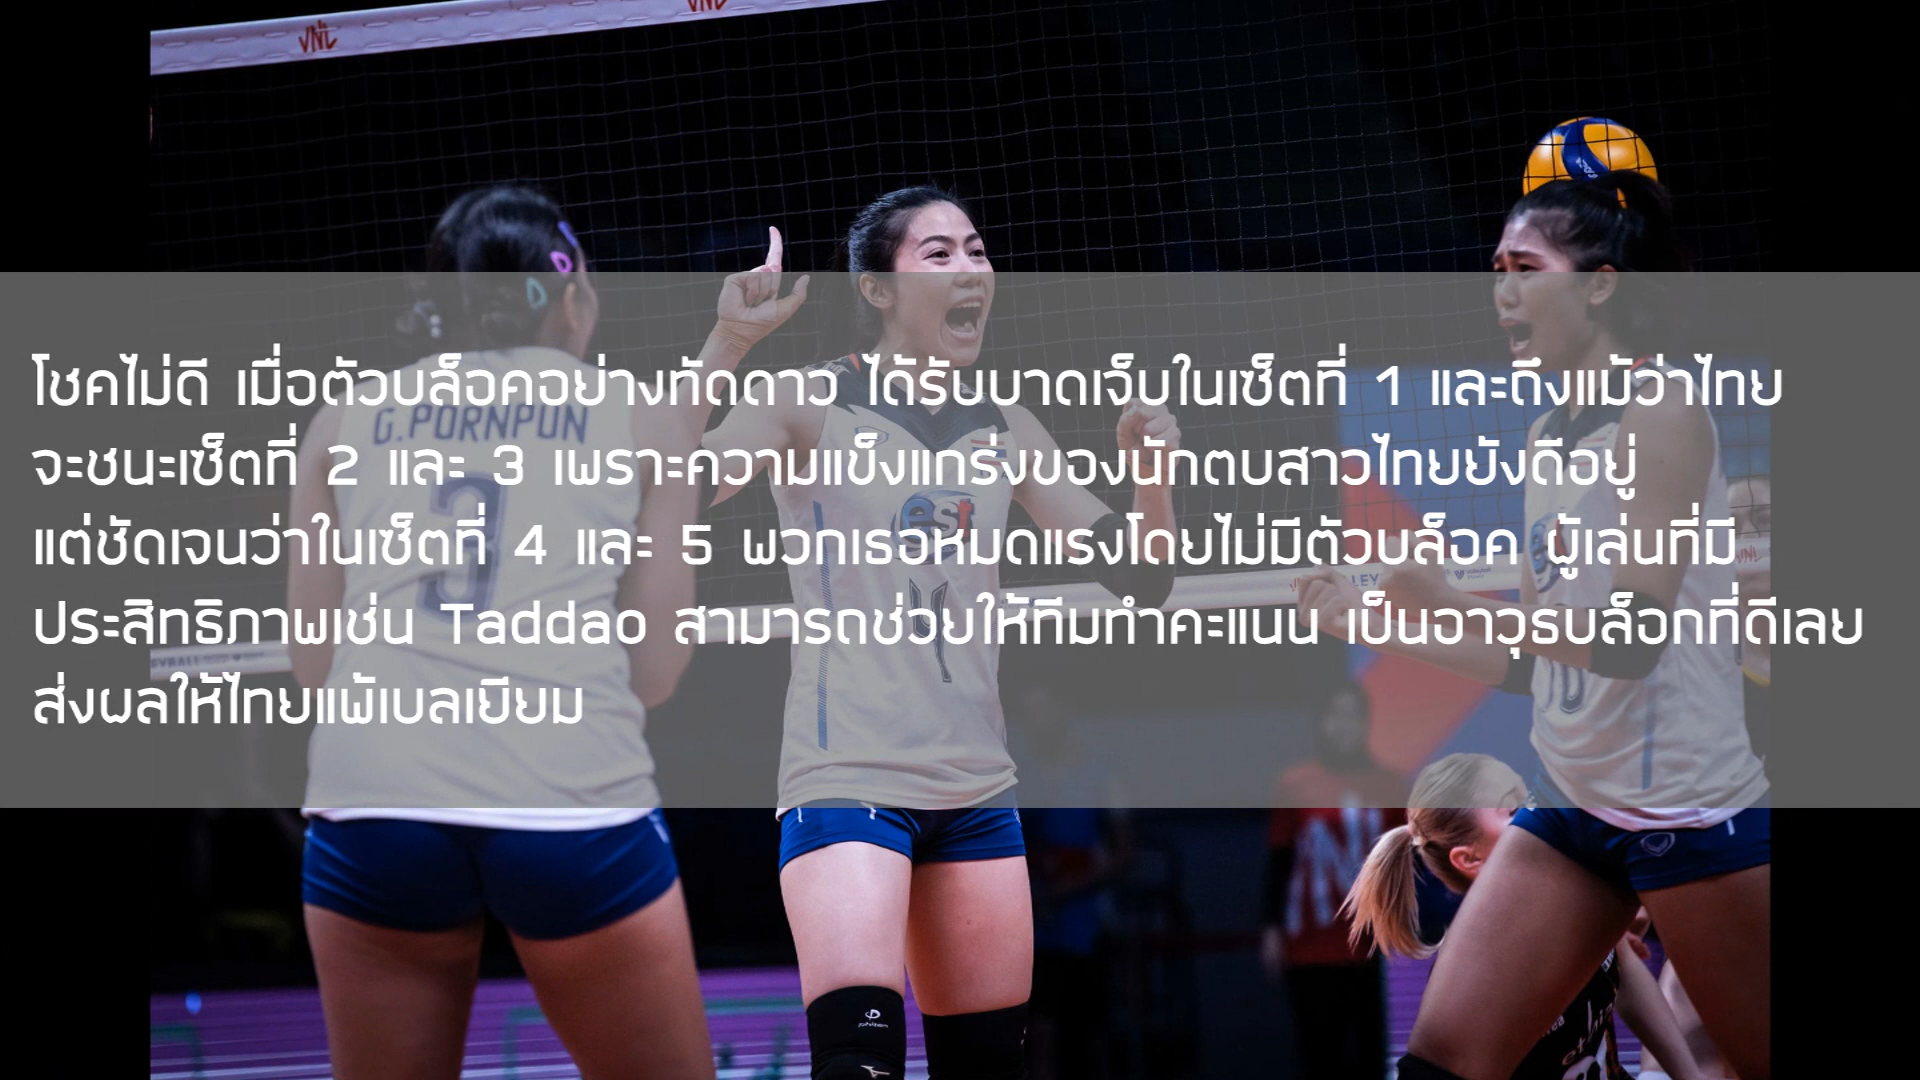 VNL
VNL
โชคไม่ดี เมื่อตัวบล็อคอย่างทัดดาว ได้รับบาดเจ็บในเซ็ตที่ 1 และถึงแม้ว่าไทย
จะชนะเซ็ตที่ 2 และ 3 เพราะความแข็งแกร่งของนักตบสาวไทยยังดีอยู่
แต่ชัดเจนว่าในเซ็ตที่ 4 และ 5 พวกเธอหมดแรงโดยไม่มีตัวบล็อค ผู้เล่นที่มี
ประสิทธิภาพเช่น Taddao สามารถช่วยให้ทีมทำคะแนน เป็นอาวุธบล็อกที่ดีเลย
ส่งผลให้ไทยแพ้เบลเยียม
G.PORNPUN
3
est
4